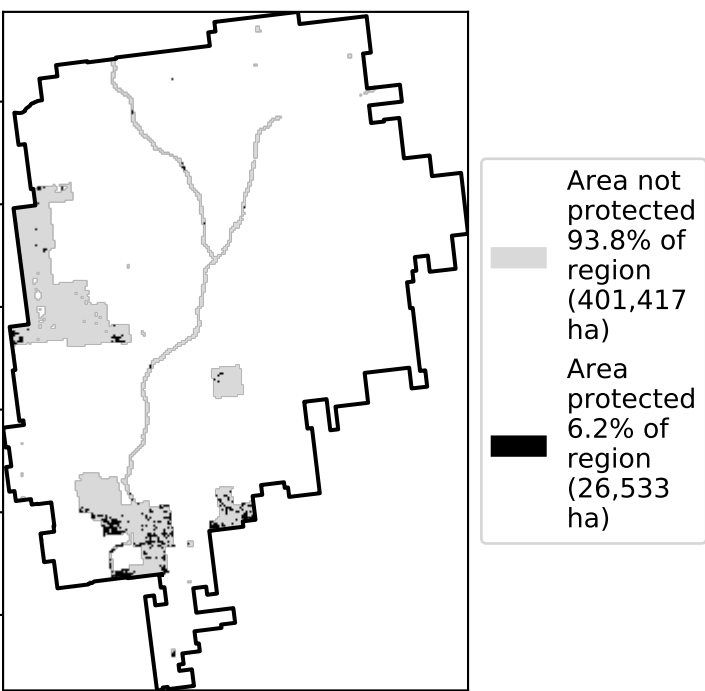 Area not
protected
93.8% of
region
(401,417
ha)
Area
protected
6.2% of
region
(26,533
ha)